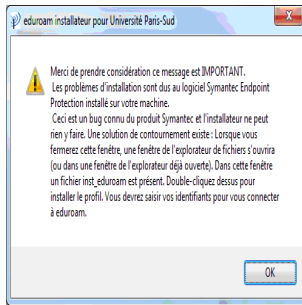 eduroam installateur pour Université Paris-Sud
Merci de prendre considération ce message est IMPORTANT.
Les problèmes d'installation sont dus au logiciel Symantec Endpoint
Protection installé sur votre machine.
Ceci est un bug connu du produit Symantec et l'installateur ne peut
rien y faire. Une solution de contournement existe : Lorsque vous
fermerez cette fenêtre, une fenêtre de l'explorateur de fichiers s'ouvrira
(ou dans une fenêtre de l'explorateur déjà ouverte). Dans cette fenêtre
un fichier inst_eduroam est présent. Double-cliquez dessus pour
installer le profil. Vous devrez saisir vos identifiants pour vous connecter
à eduroam.
OK